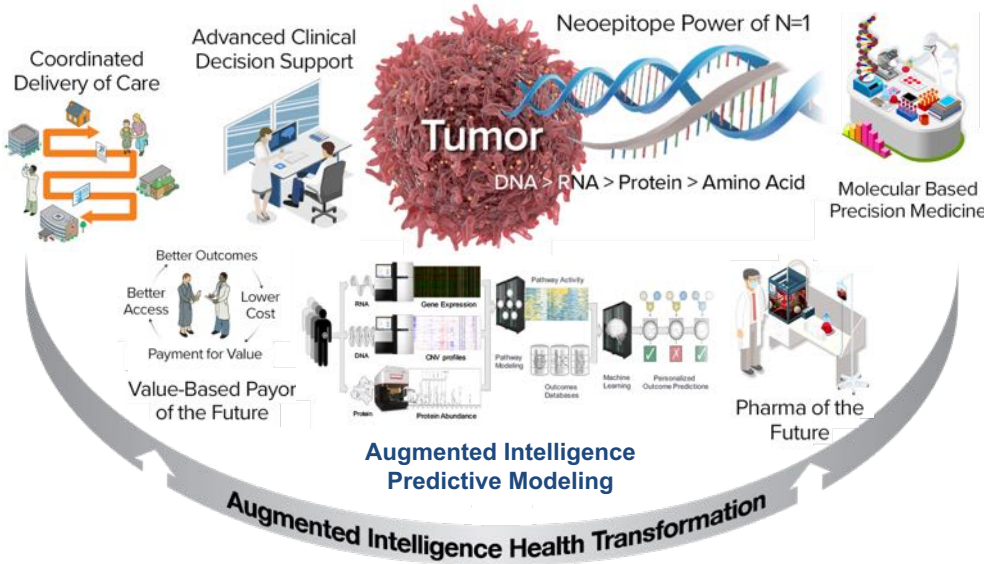 Coordinated
Delivery of Care
Advanced Clinical
Decision Support
Neoepitope Power of N=1
Tumor
DNA > RNA > Protein > Amino Acid
Molecular Based
Precision Medicine
Better Outcomes
Better
Access
Lower
Cost
Payment for Value
Value-Based Payor
of the Future
RNA
Gene Expression
DNA
CNV profiles
Protein
Protein Abundance
Pathway Activity
Pathway
Modeling
Outcomes
Databases
Machine
Learning
Personalized
Outcome Predictions
Pharma of the
Future
Augmented Intelligence
Predictive Modeling
Augmented Intelligence Health Transformation